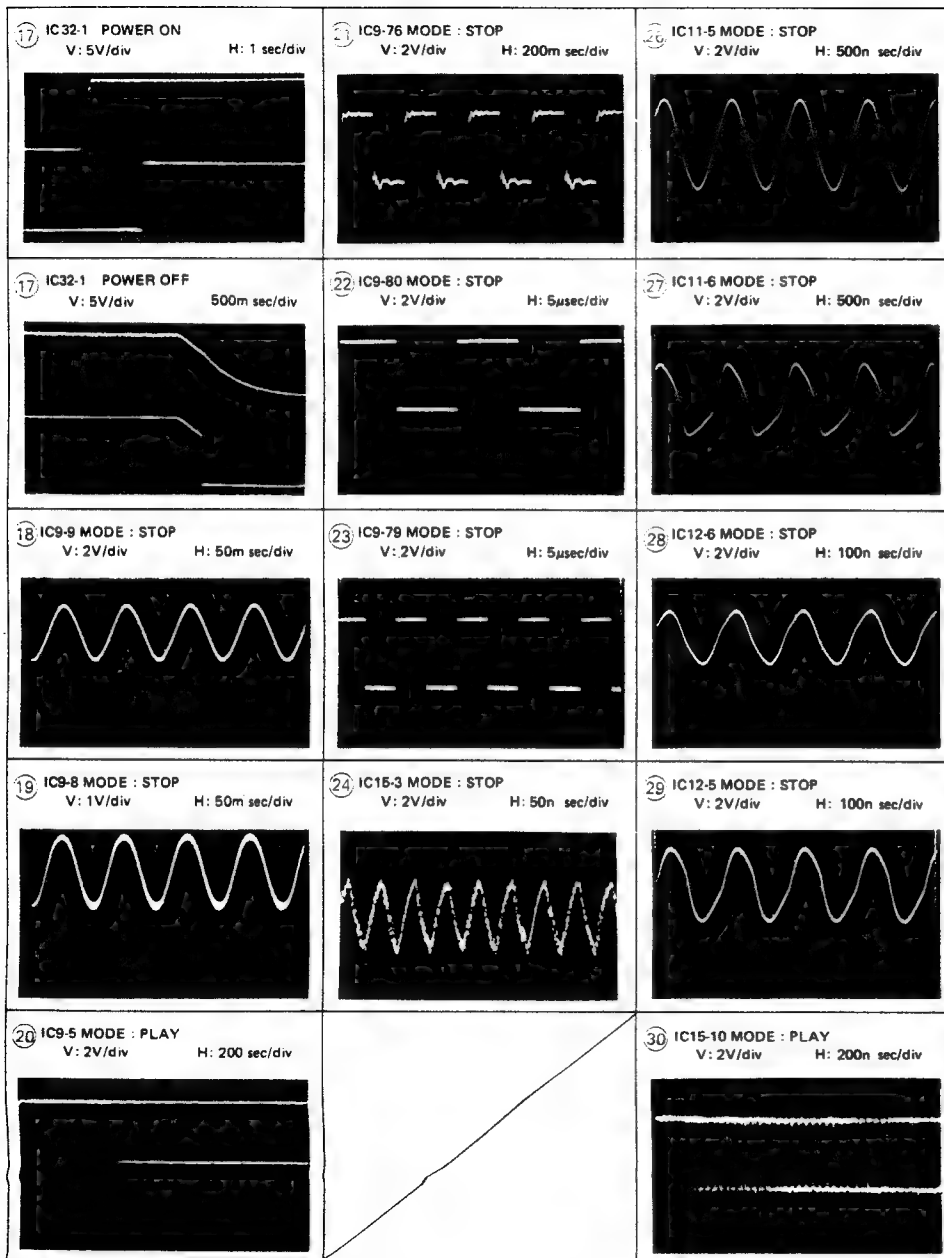 17 IC32-1 POWER ON
V: 5V/div H: 1 sec/div
17 IC32-1 POWER OFF
V: 5V/div 500m sec/div
18 IC9-9 MODE : STOP
V: 2V/div H: 50m sec/div
19 IC9-8 MODE : STOP
V: 1V/div H: 50m sec/div
20 IC9-5 MODE : PLAY
V: 2V/div H: 200 sec/div
21 IC9-76 MODE : STOP
V: 2V/div H: 200m sec/div
22 IC9-80 MODE : STOP
V: 2V/div H: 5μsec/div
23 IC9-79 MODE : STOP
V: 2V/div H: 5μsec/div
24 IC15-3 MODE : STOP
V: 2V/div H: 50n sec/div
26 IC11-5 MODE : STOP
V: 2V/div H: 500n sec/div
27 IC11-6 MODE : STOP
V: 2V/div H: 500n sec/div
28 IC12-6 MODE : STOP
V: 2V/div H: 100n sec/div
29 IC12-5 MODE : STOP
V: 2V/div H: 100n sec/div
30 IC15-10 MODE : PLAY
V: 2V/div H: 200n sec/div